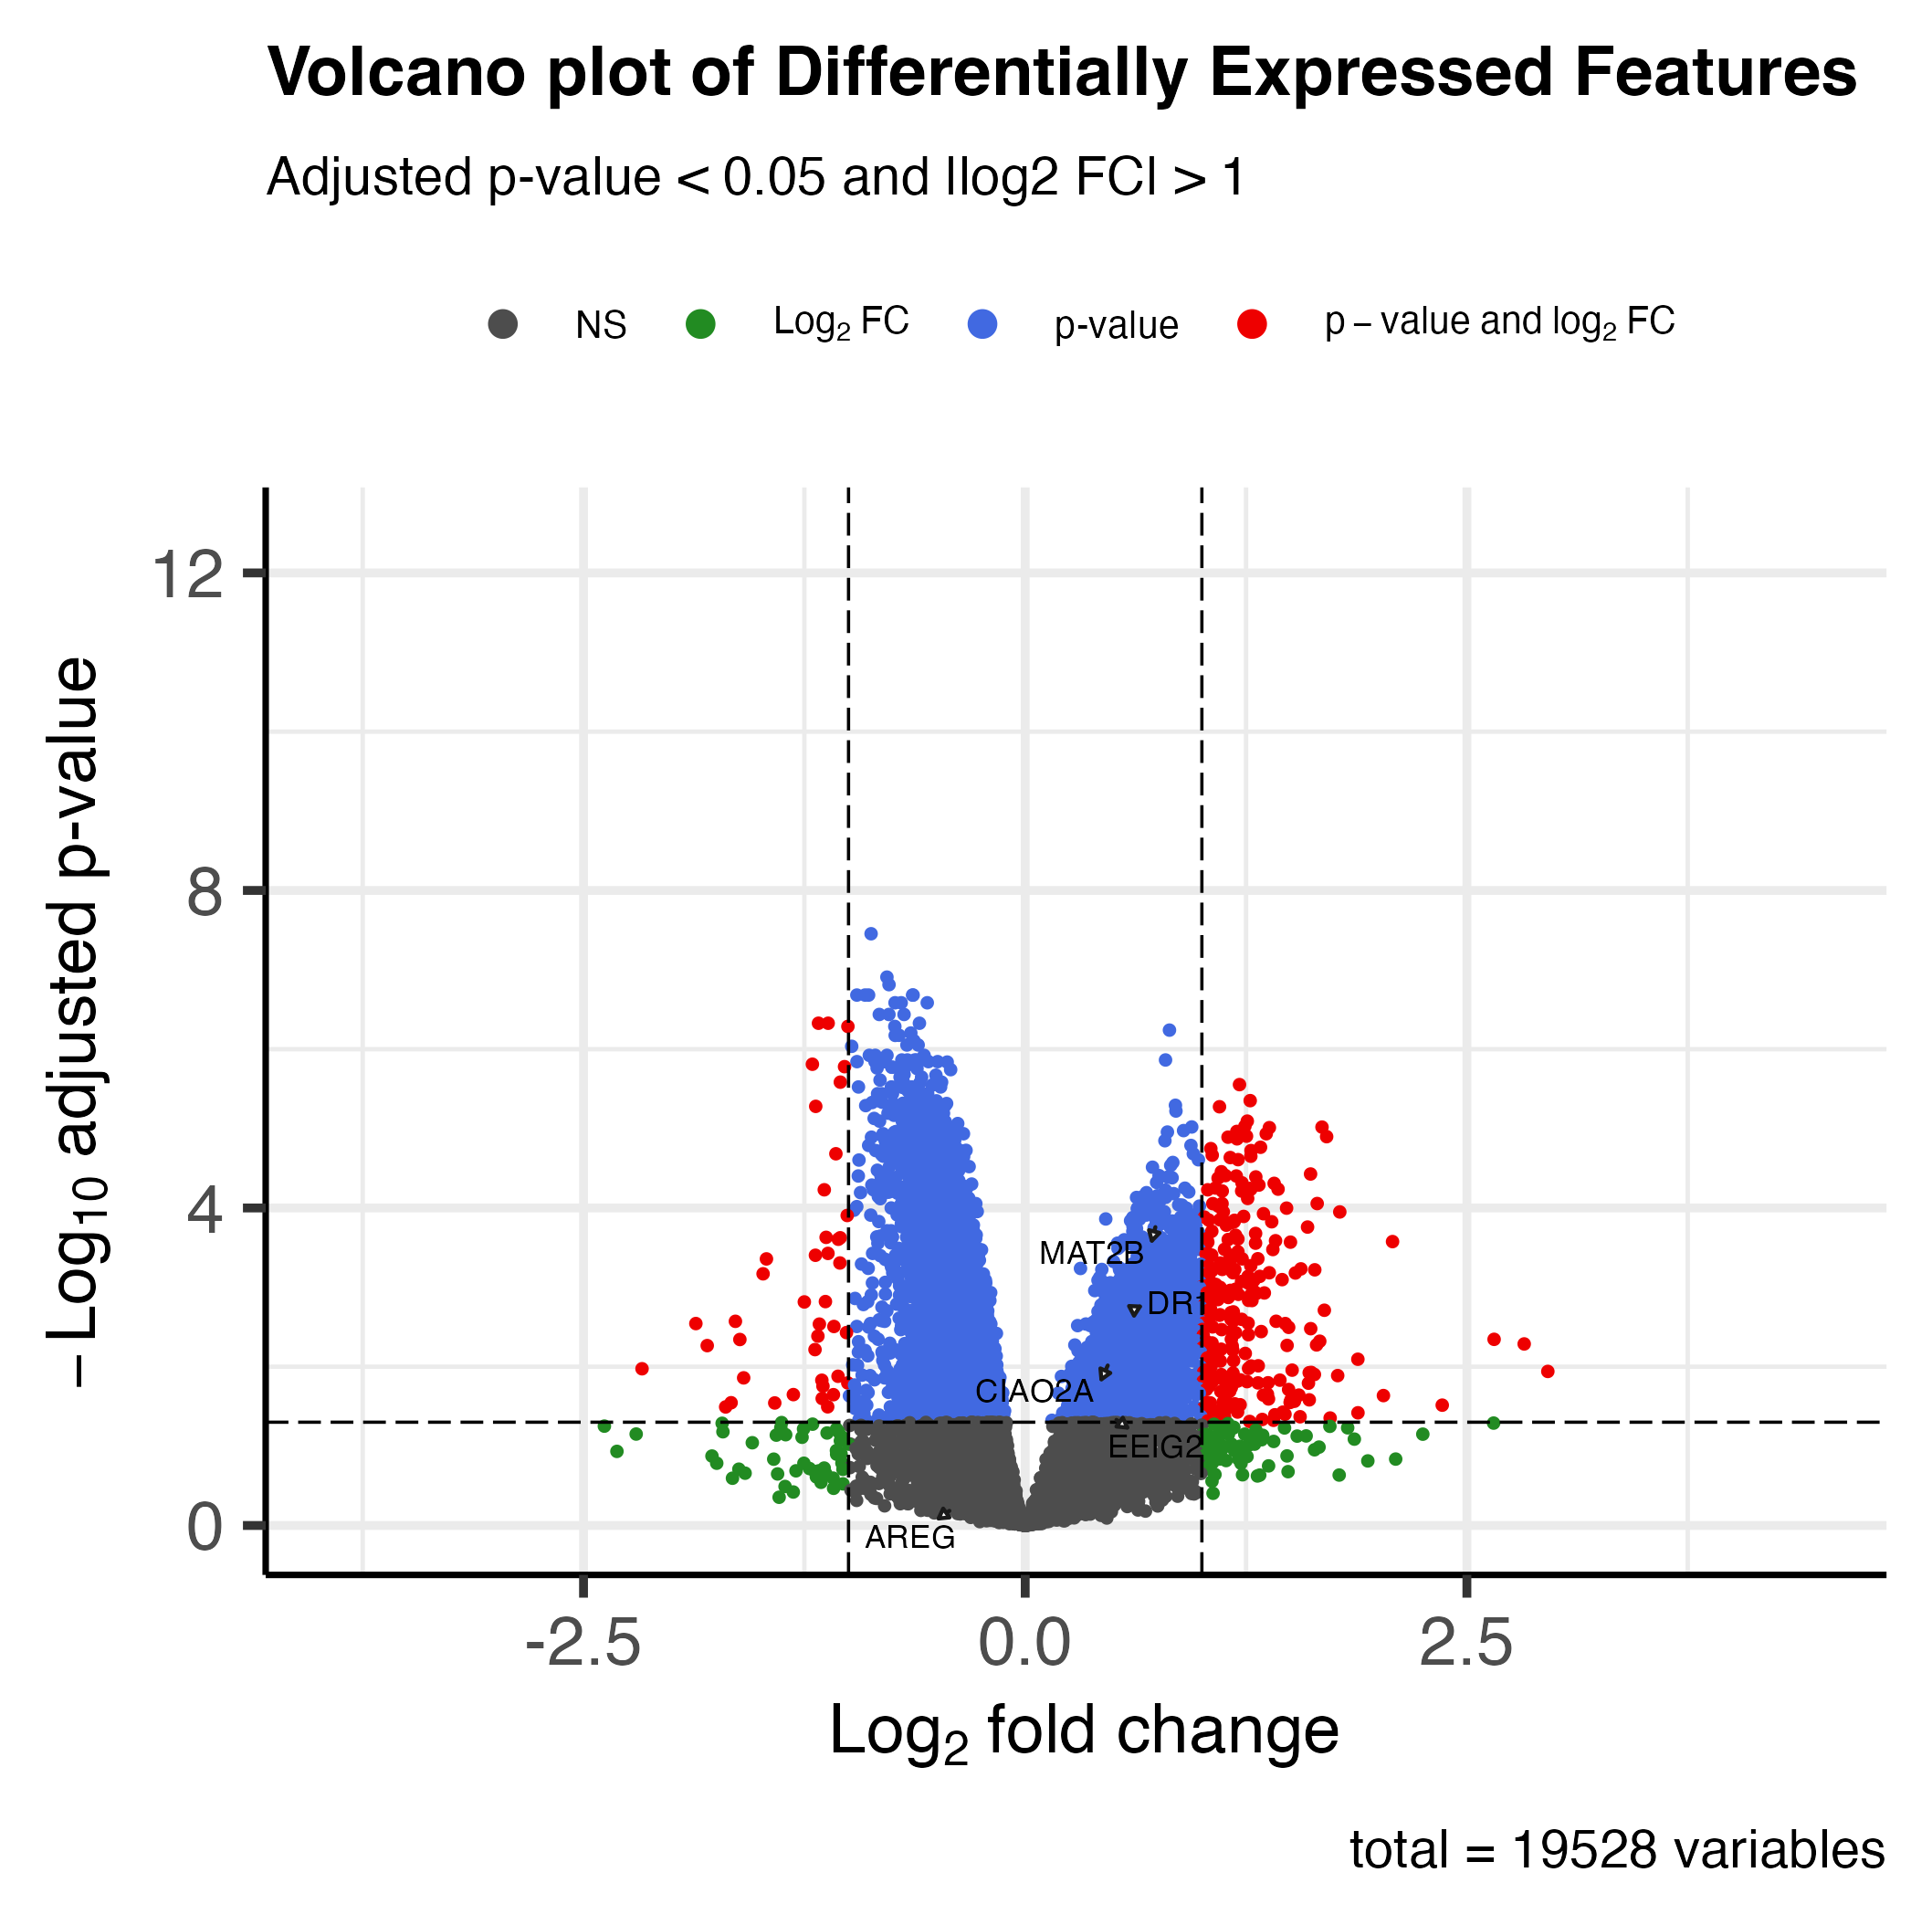 Volcano plot of Differentially Expressed Features
Adjusted p-value < 0.05 and |log2 FC| > 1
NS Log₂ FC p-value p – value and log₂ FC
12
8
4
0
– Log₁₀ adjusted p-value
MAT2B
DR1
CIAO2A
EEIG2
AREG
-2.5 0.0 2.5
Log₂ fold change
total = 19528 variables